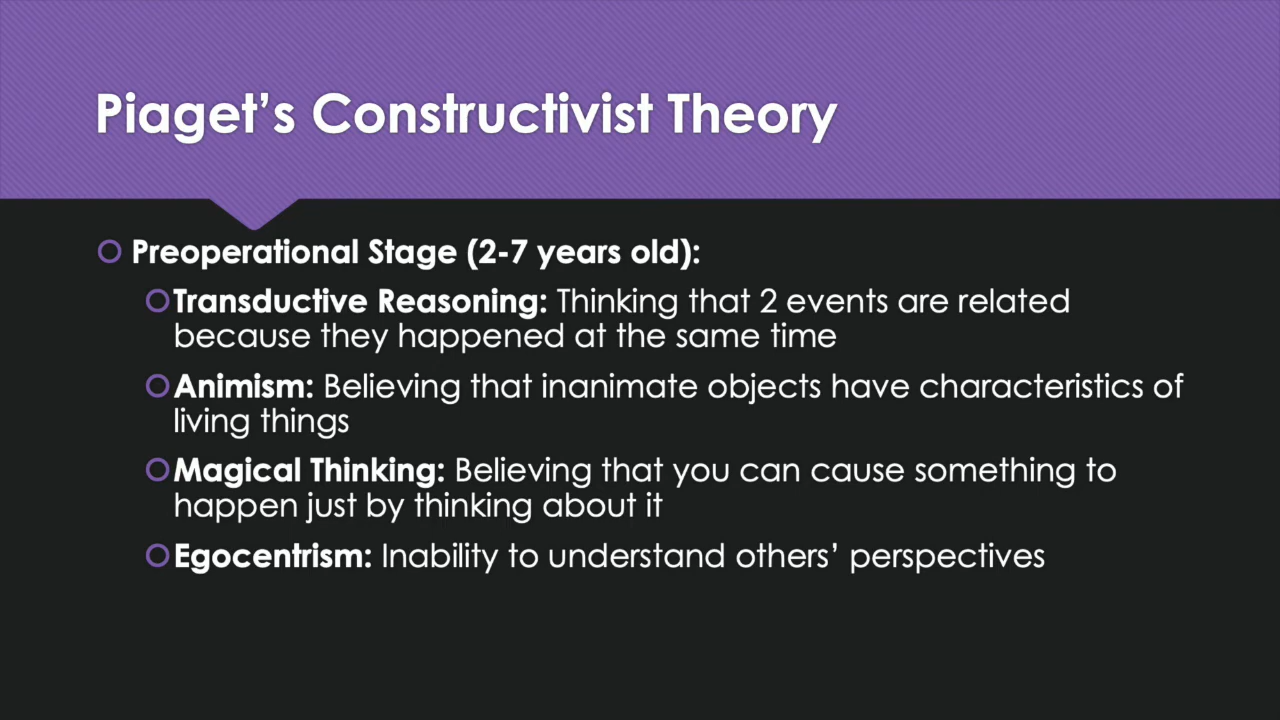 Piaget’s Constructivist Theory
Preoperational Stage (2-7 years old):
Transductive Reasoning: Thinking that 2 events are related
because they happened at the same time
Animism: Believing that inanimate objects have characteristics of
living things
Magical Thinking: Believing that you can cause something to
happen just by thinking about it
Egocentrism: Inability to understand others’ perspectives